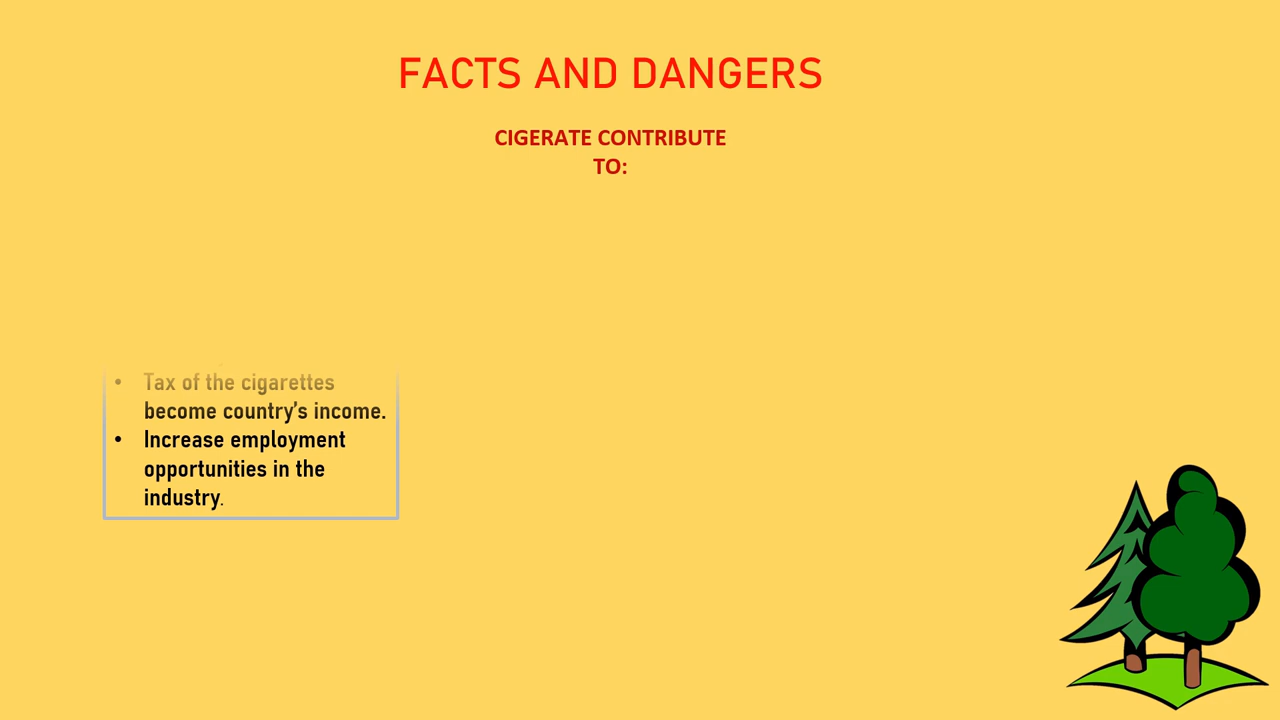 FACTS AND DANGERS
CIGERATE CONTRIBUTE
TO:
• Tax of the cigarettes
become country's income.
• Increase employment
opportunities in the
industry.